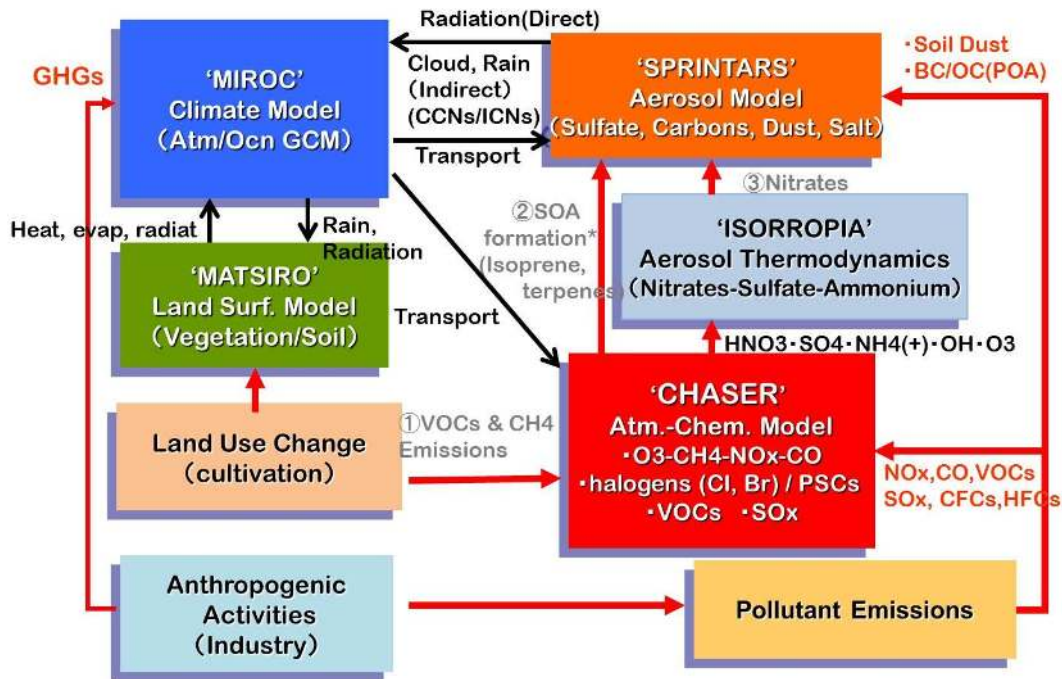 Radiation(Direct)
GHGs
‘MIROC’
Climate Model
(Atm/Ocn GCM)
Cloud, Rain
(Indirect)
(CCNs/ICNs)
Transport
‘SPRINTARS’
Aerosol Model
(Sulfate, Carbons, Dust, Salt)
・Soil Dust
・BC/OC(POA)
Heat, evap, radiat
Rain,
Radiation
②SOA
formation*
(Isoprene,
terpenes)
③Nitrates
‘ISORROPIA’
Aerosol Thermodynamics
(Nitrates-Sulfate-Ammonium)
‘MATSIRO’
Land Surf. Model
(Vegetation/Soil)
Transport
HNO3・SO4・NH4(+)・OH・O3
‘CHASER’
Atm.-Chem. Model
・O3-CH4-NOx-CO
・halogens (Cl, Br) / PSCs
・VOCs ・SOx
Land Use Change
(cultivation)
①VOCs & CH4
Emissions
NOx,CO,VOCs
SOx, CFCs,HFCs
Anthropogenic
Activities
(Industry)
Pollutant Emissions